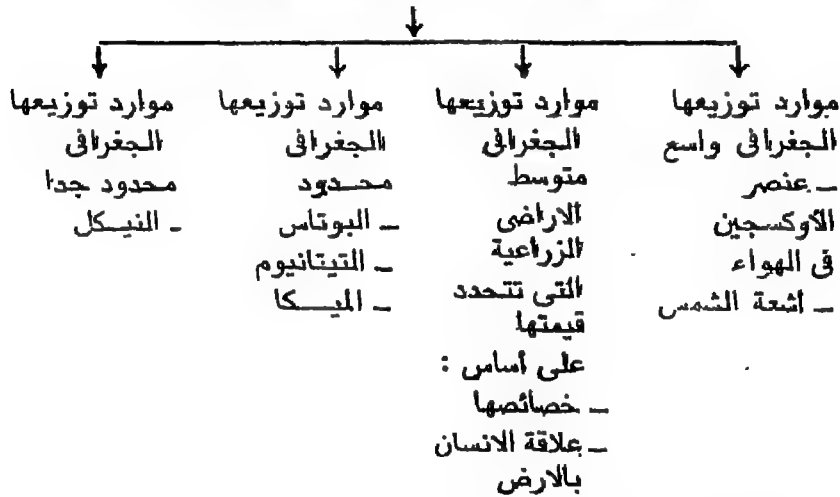 موارد توزيعها
الجغرافى واسع
ـ عنصر
الأوكسجين
فى الهواء
ـ أشعة الشمس
موارد توزيعها
الجغرافى
متوسط
الاراضى
الزراعية
التى تتحدد
قيمتها
على أساس :
ـ خصائصها
ـ علاقة الانسان
بالارض
موارد توزيعها
الجغرافى
محدود
ـ البوتاس
ـ التيتانيوم
ـ الميكا
موارد توزيعها
الجغرافى
محدود جدا
ـ النيكل